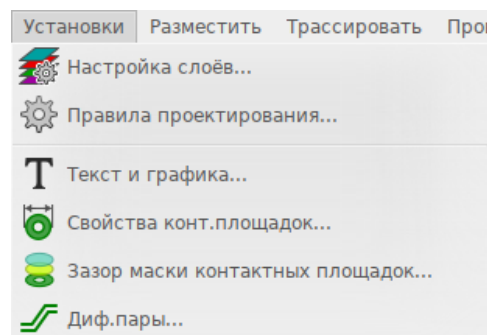 Установки Разместить Трассировать
Настройка слоёв...
Правила проектирования...
Текст и графика...
Свойства конт.площадок...
Зазор маски контактных площадок...
Диф.пары...